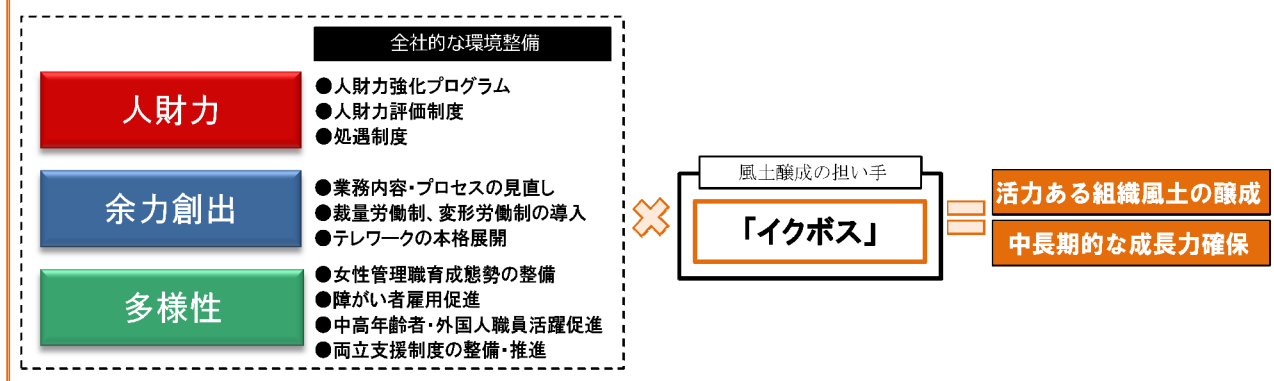 全社的な環境整備
人財力
●人財力強化プログラム
●人財力評価制度
●処遇制度
余力創出
●業務内容・プロセスの見直し
●裁量労働制、変形労働制の導入
●テレワークの本格展開
多様性
●女性管理職育成態勢の整備
●障がい者雇用促進
●中高年齢者・外国人職員活躍促進
●両立支援制度の整備・推進
風土醸成の担い手
「イクボス」
活力ある組織風土の醸成
中長期的な成長力確保